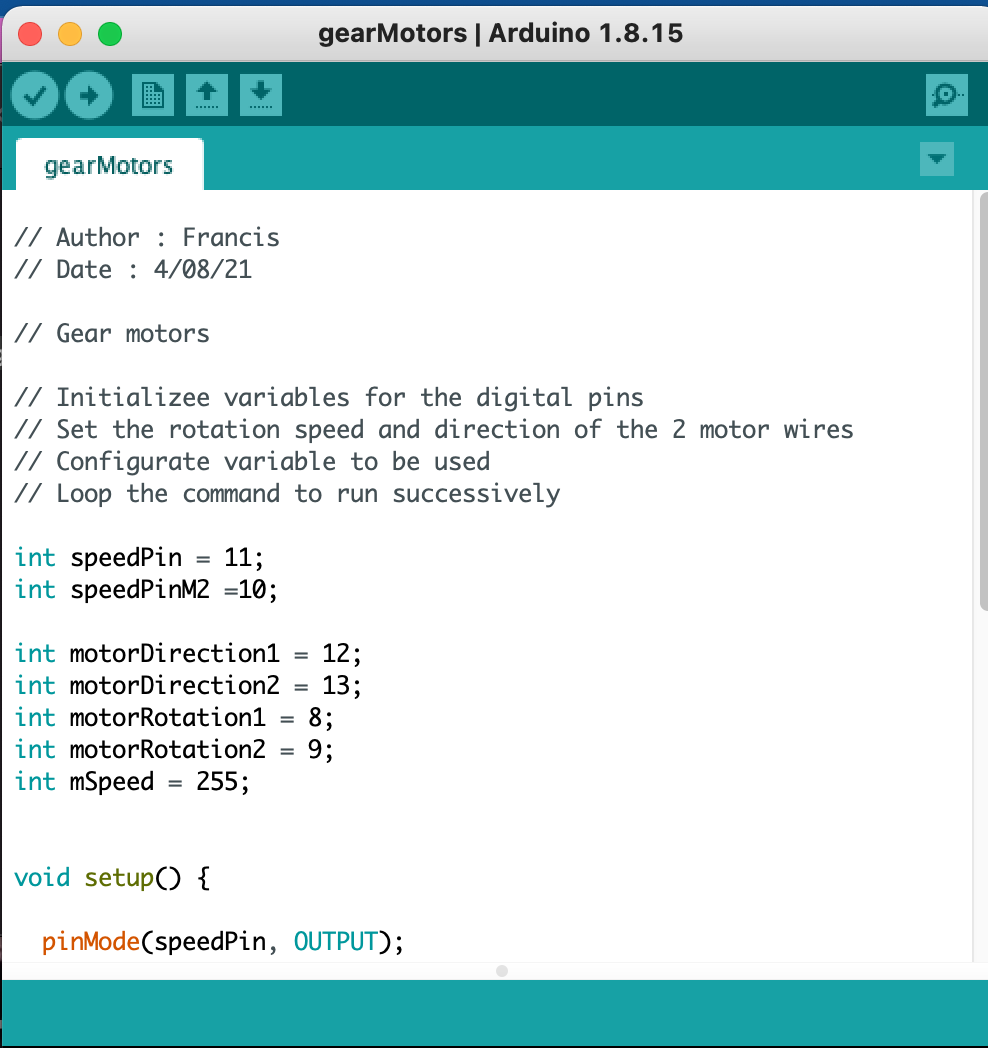 gearMotors | Arduino 1.8.15
gearMotors
// Author : Francis
// Date : 4/08/21
// Gear motors
// Initializee variables for the digital pins
// Set the rotation speed and direction of the 2 motor wires
// Configurate variable to be used
// Loop the command to run successively
int speedPin = 11;
int speedPinM2 =10;
int motorDirection1 = 12;
int motorDirection2 = 13;
int motorRotation1 = 8;
int motorRotation2 = 9;
int mSpeed = 255;
void setup() {
pinMode(speedPin, OUTPUT);